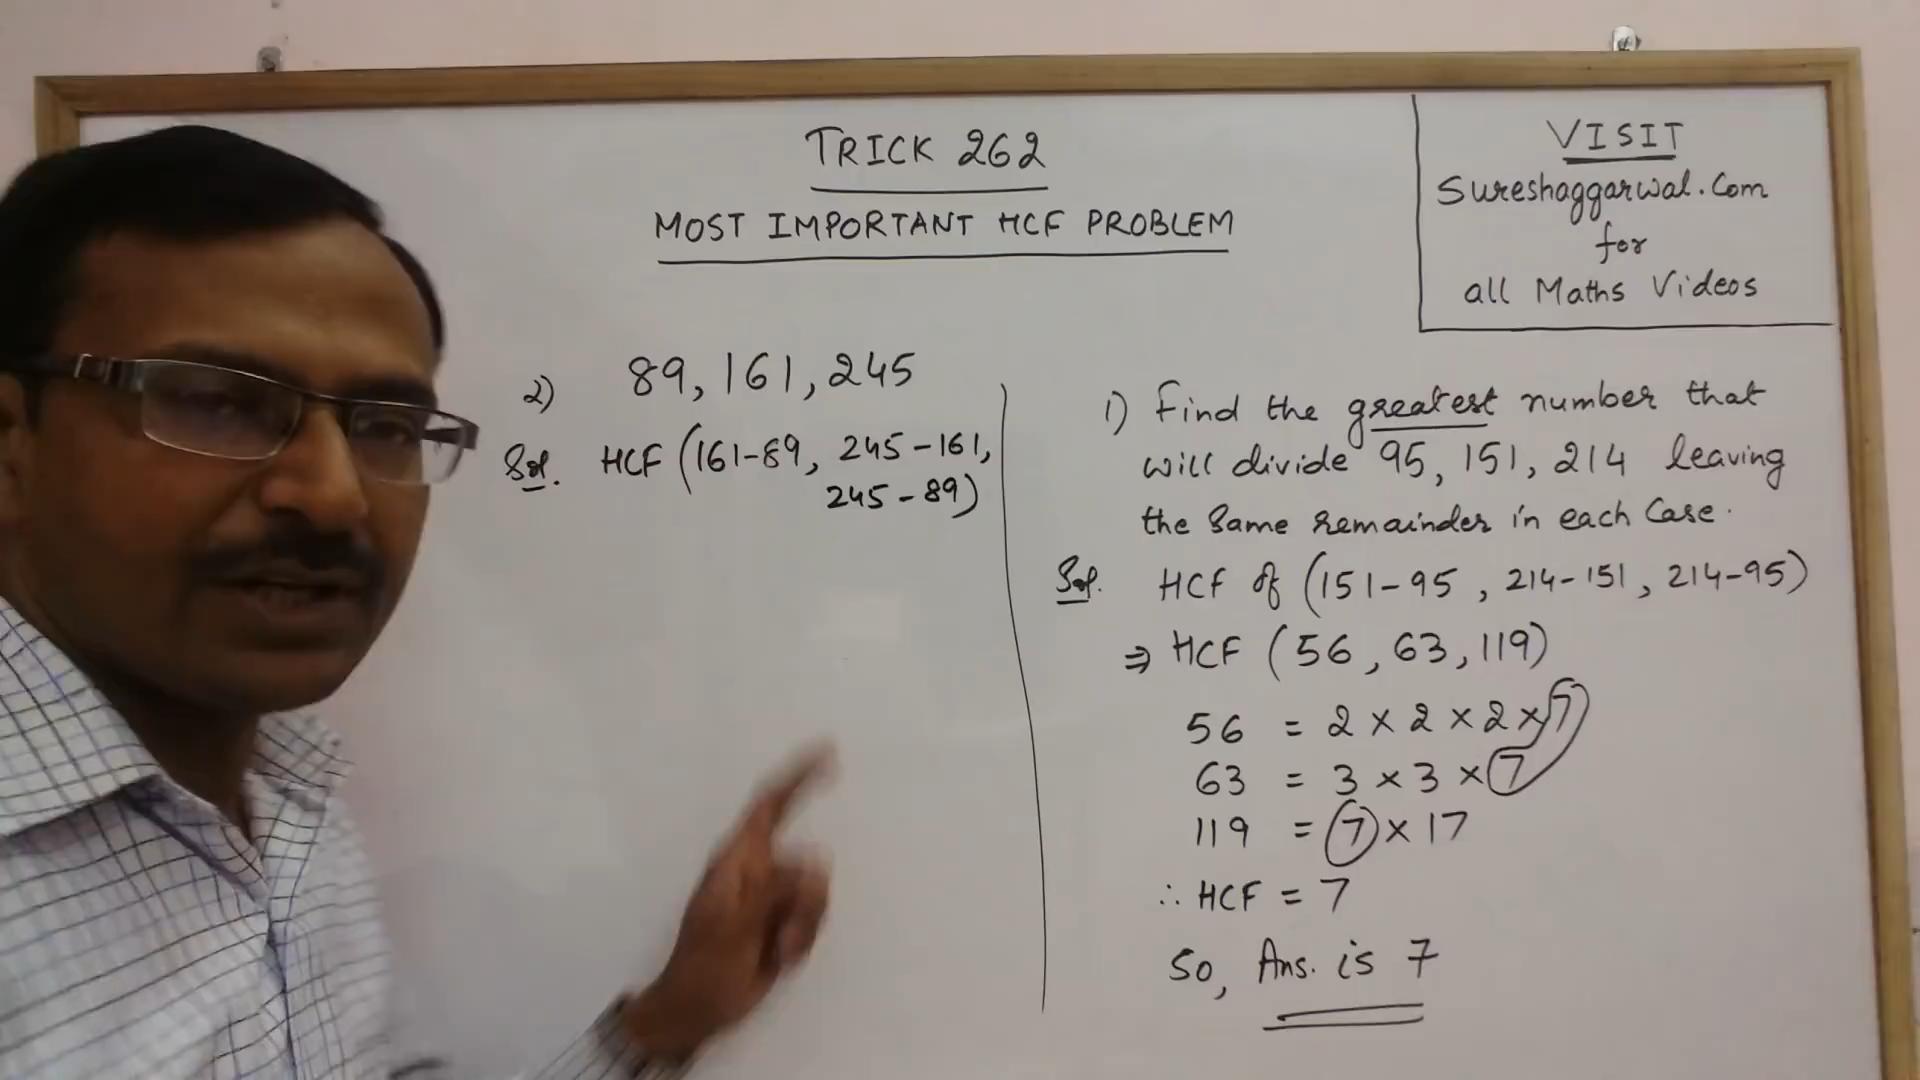 TRICK 262
MOST IMPORTANT HCF PROBLEM
VISIT
Sureshaggarwal.Com
for
all Maths Videos
2) 89, 161, 245
Sol. HCF (161-89, 245-161,
245-89)
1) Find the greatest number that
will divide 95, 151, 214 leaving
the Same remainder in each Case.
Sol. HCF of (151-95, 214-151, 214-95)
⇒ HCF (56, 63, 119)
56 = 2 × 2 × 2 × 7
63 = 3 × 3 × 7
119 = 7 × 17
∴ HCF = 7
So, Ans. is 7